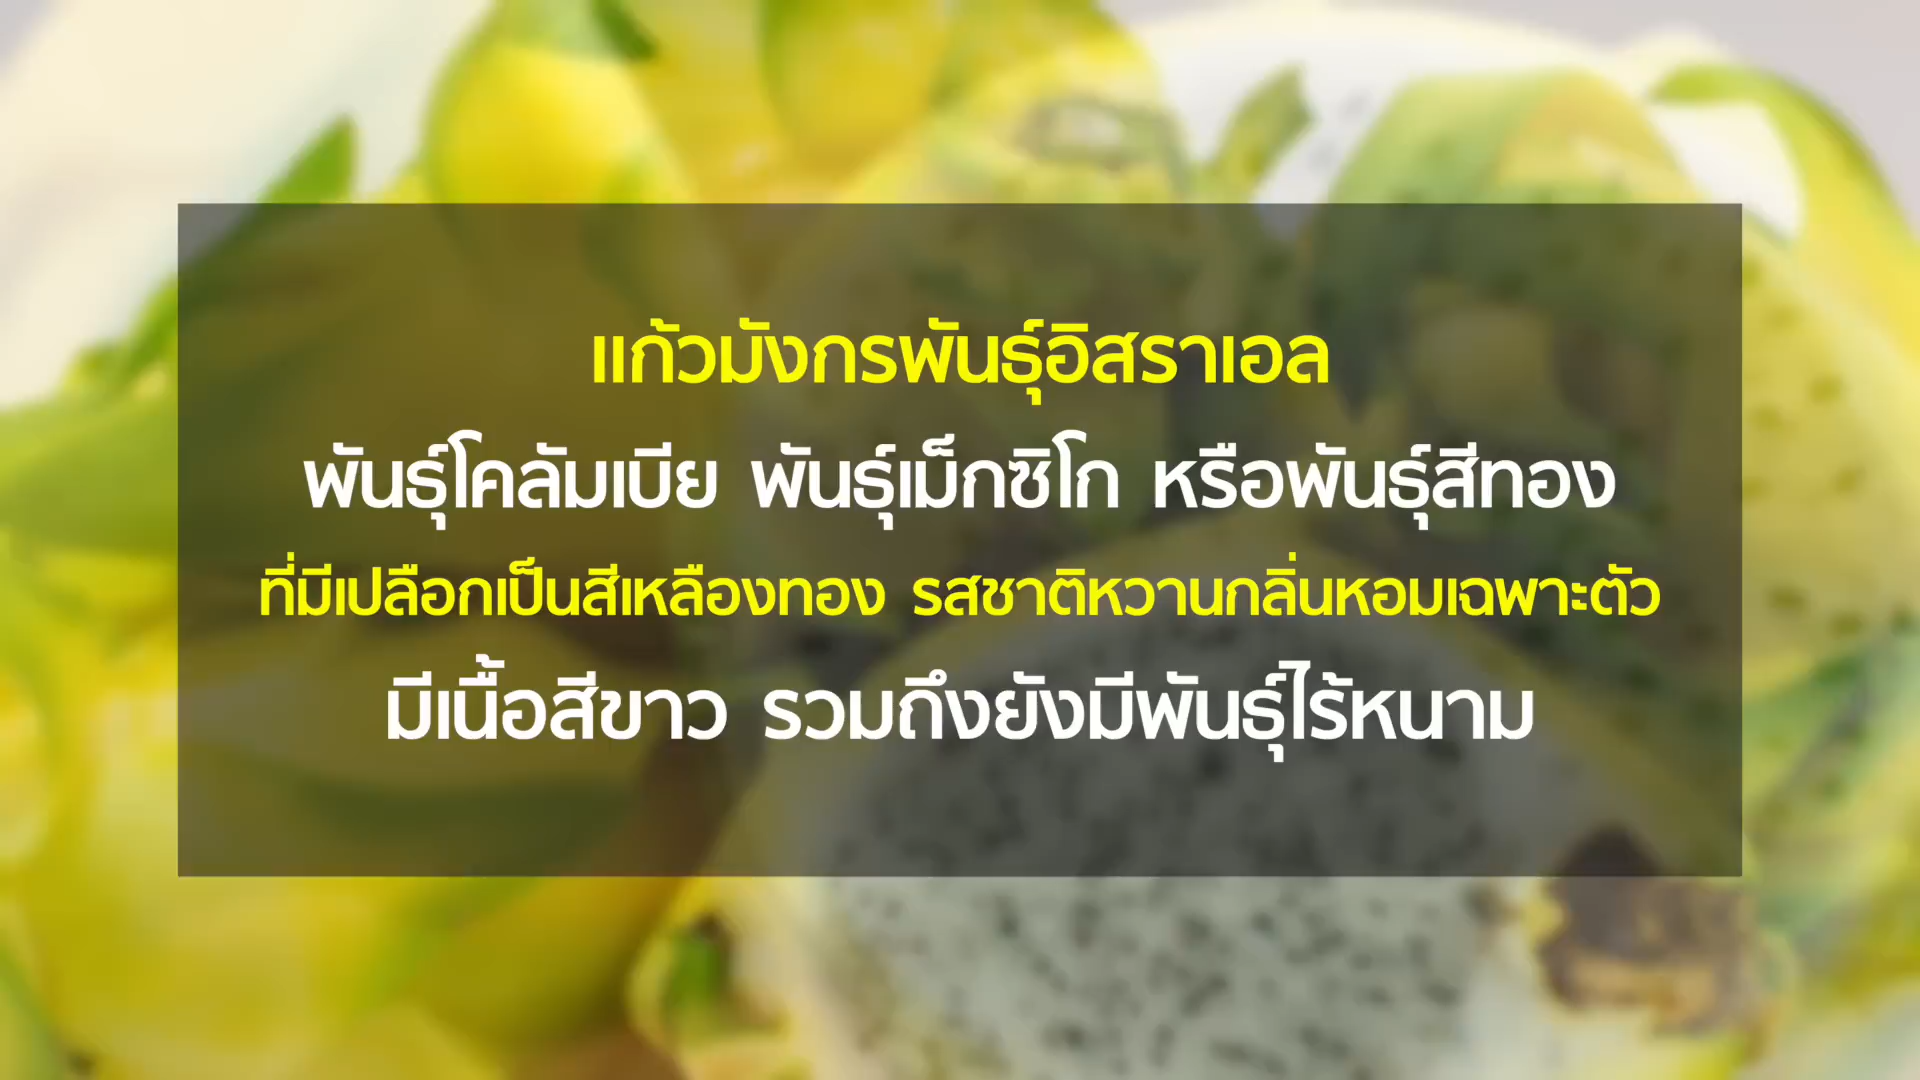 แก้วมังกรพันธุ์อิสราเอล
พันธุ์โคลัมเบีย พันธุ์เม็กซิโก หรือพันธุ์สีทอง
ที่มีเปลือกเป็นสีเหลืองทอง รสชาติหวานกลิ่นหอมเฉพาะตัว
มีเนื้อสีขาว รวมถึงยังมีพันธุ์ไร้หนาม